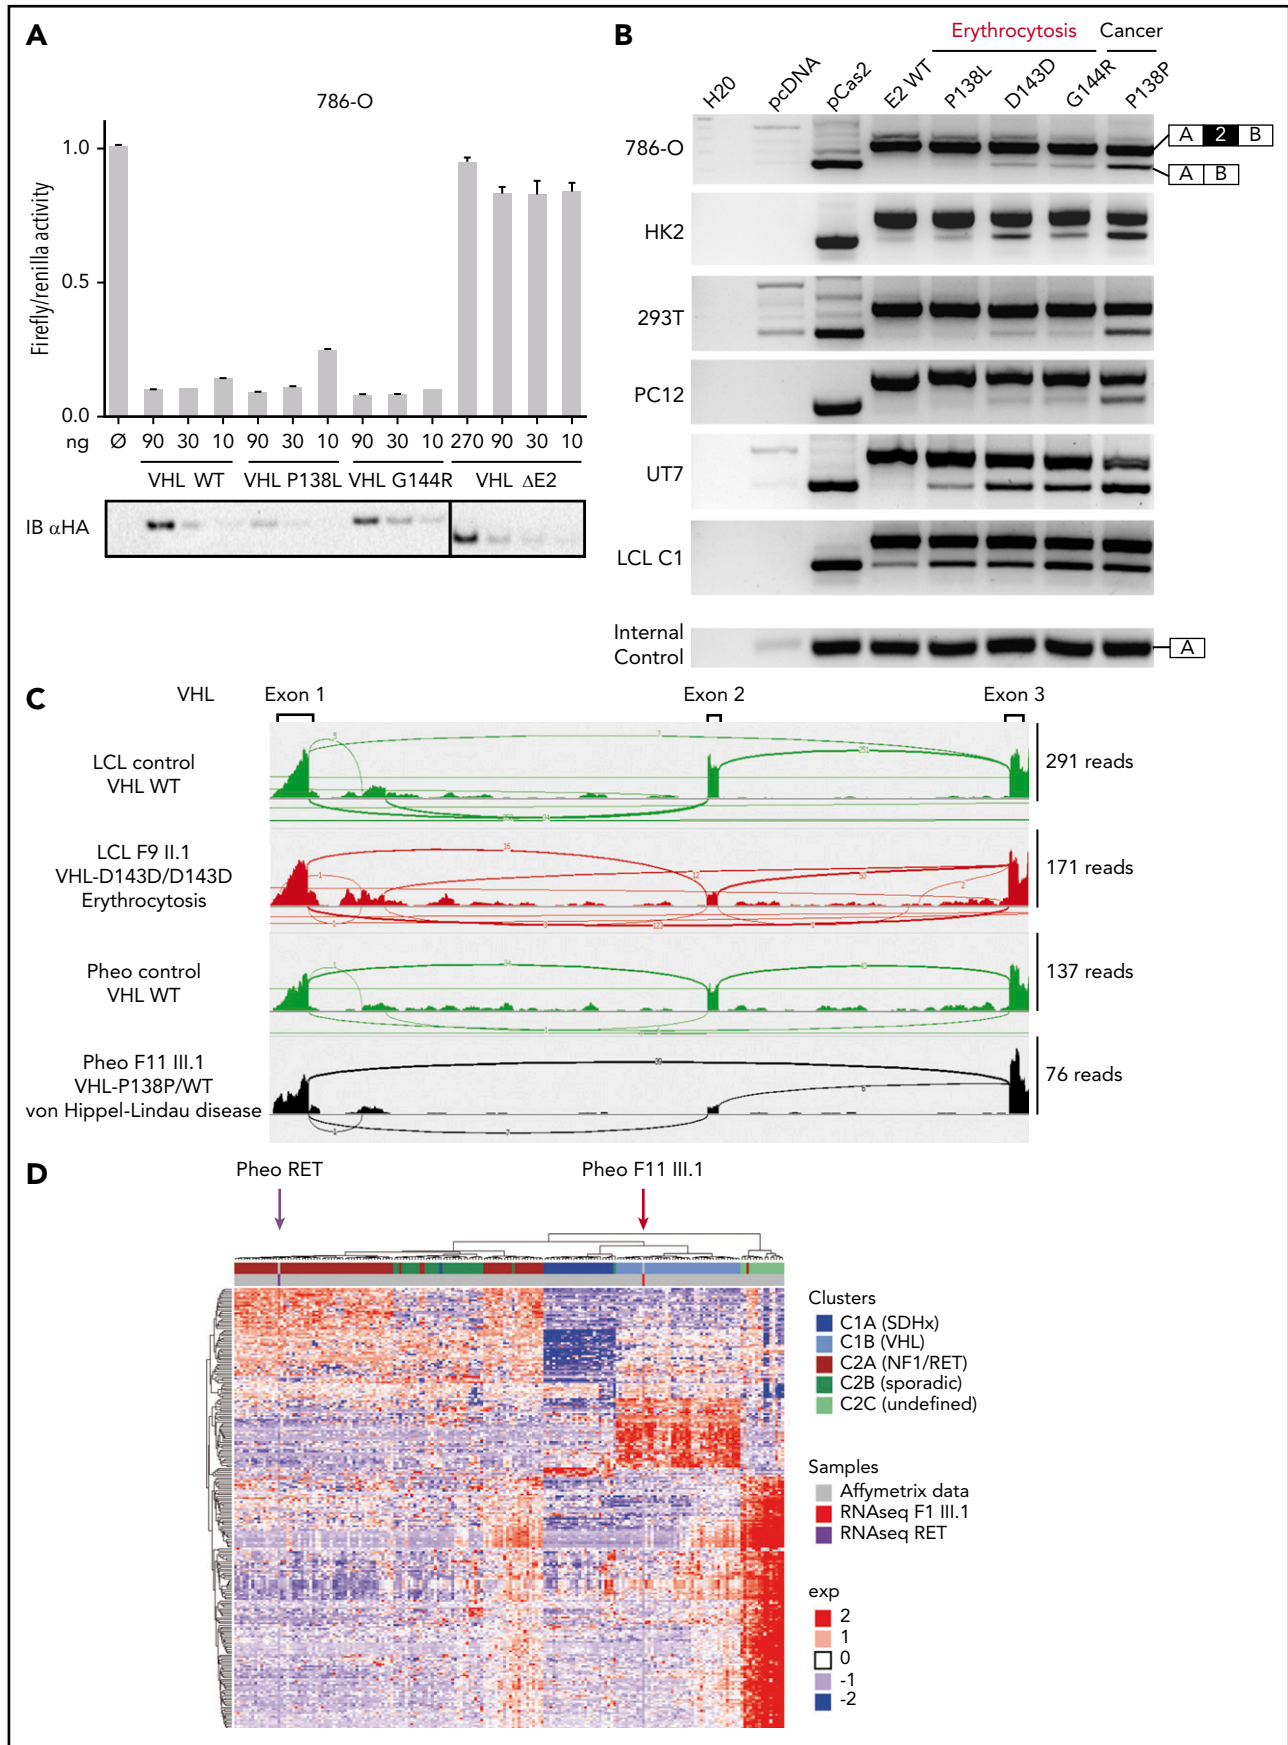 A
786-O
Firefly/renilla activity
1.0
0.5
0.0
ng Ø 90 30 10 90 30 10 90 30 10 270 90 30 10
VHL WT VHL P138L VHL G144R VHL ΔE2
IB αHA
B
Erythrocytosis Cancer
H20 pcDNA pCas2 E2 WT P138L D143D G144R P138P
786-O
A 2 B
A B
HK2
293T
PC12
UT7
LCL C1
Internal
Control
A
C
VHL Exon 1 Exon 2 Exon 3
LCL control
VHL WT
291 reads
LCL F9 II.1
VHL-D143D/D143D
Erythrocytosis
171 reads
Pheo control
VHL WT
137 reads
Pheo F11 III.1
VHL-P138P/WT
von Hippel-Lindau disease
76 reads
D
Pheo RET Pheo F11 III.1
Clusters
C1A (SDHx)
C1B (VHL)
C2A (NF1/RET)
C2B (sporadic)
C2C (undefined)
Samples
Affymetrix data
RNAseq F1 III.1
RNAseq RET
exp
2
1
0
-1
-2